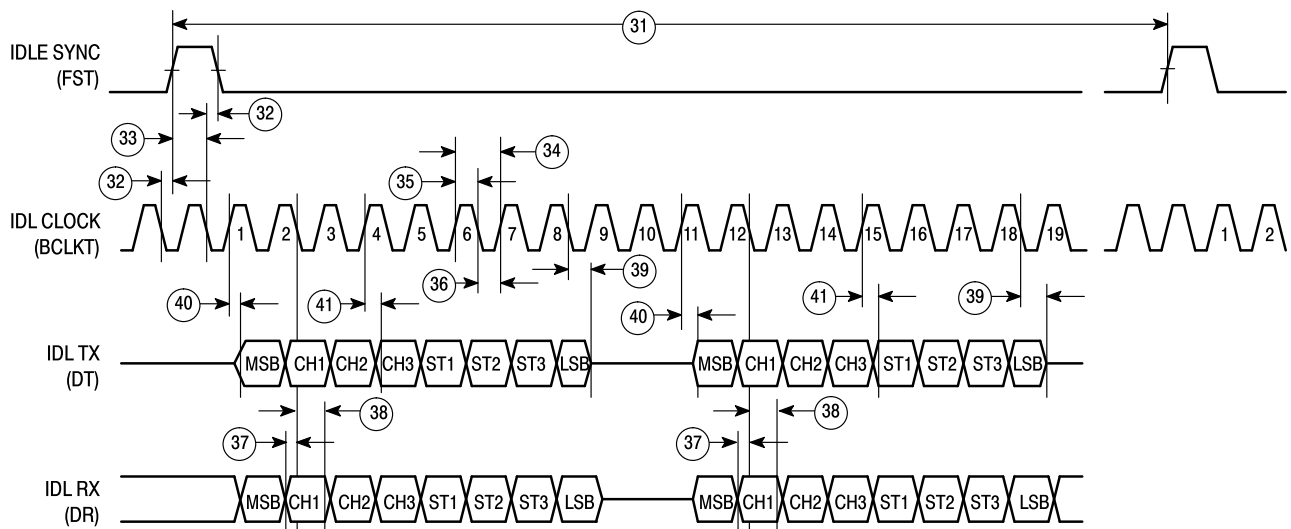 31
IDLE SYNC
(FST)
32
33
34
32
35
IDL CLOCK
(BCLKT)
1 2 3 4 5 6 7 8 9 10 11 12 13 14 15 16 17 18 19 1 2
36 39
40 41 40 41 39
IDL TX
(DT)
MSB CH1 CH2 CH3 ST1 ST2 ST3 LSB MSB CH1 CH2 CH3 ST1 ST2 ST3 LSB
38 38
37 37
IDL RX
(DR)
MSB CH1 CH2 CH3 ST1 ST2 ST3 LSB MSB CH1 CH2 CH3 ST1 ST2 ST3 LSB